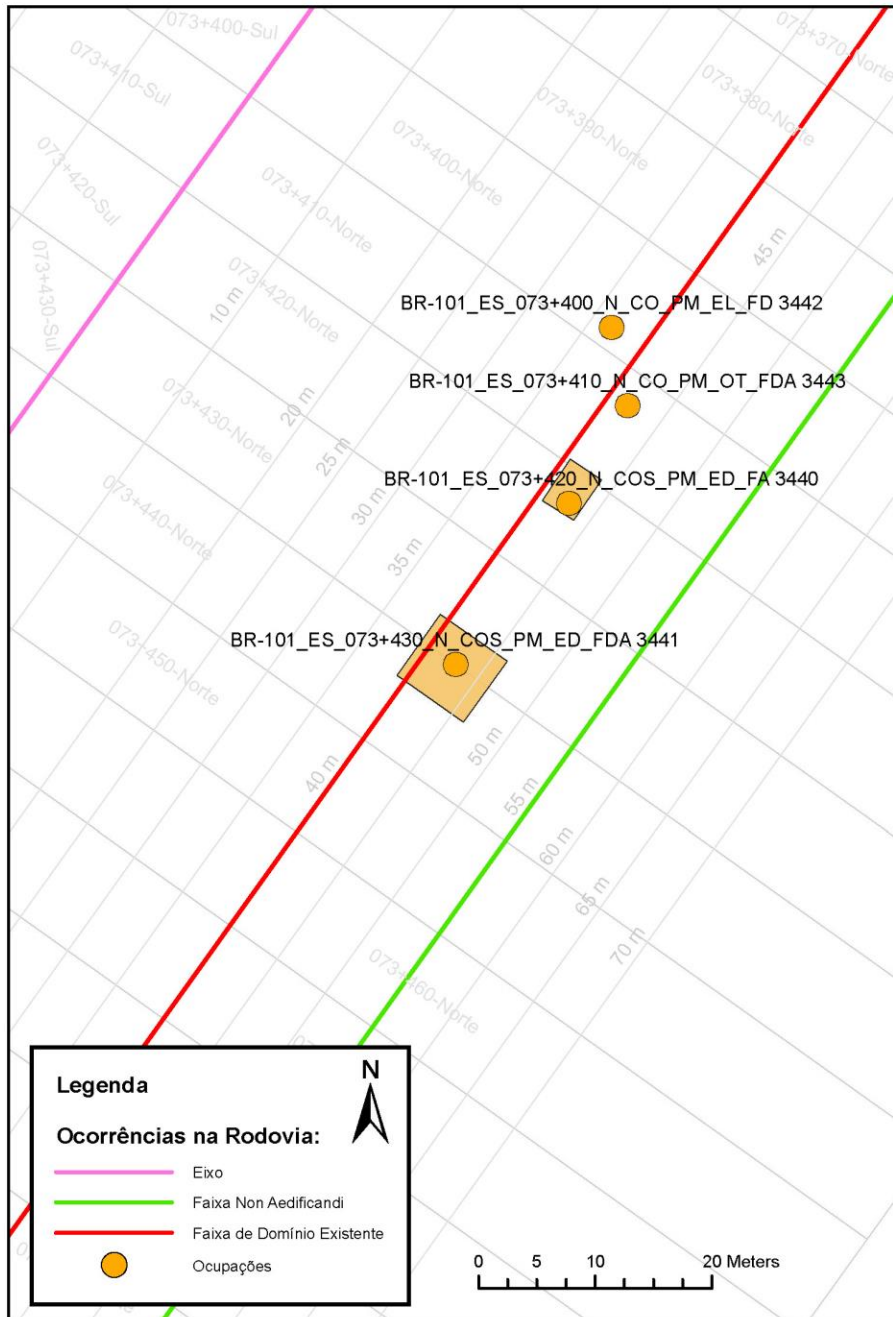 073+400-Sul
073+370-Norte
073+410-Sul
073+380-Norte
073+390-Norte
073+400-Norte
073+420-Sul
073+410-Norte
073+430-Sul
073+420-Norte
45 m
10 m
BR-101_ES_073+400_N_CO_PM_EL_FD 3442
BR-101_ES_073+410_N_CO_PM_OT_FDA 3443
073+430-Norte
20 m
25 m
BR-101_ES_073+420_N_COS_PM_ED_FA 3440
30 m
073+440-Norte
35 m
BR-101_ES_073+430_N_COS_PM_ED_FDA 3441
073+450-Norte
50 m
40 m
55 m
60 m
65 m
70 m
073+460-Norte
Legenda
N
Ocorrências na Rodovia:
Eixo
Faixa Non Aedificandi
Faixa de Domínio Existente
Ocupações
0 5 10 20 Meters